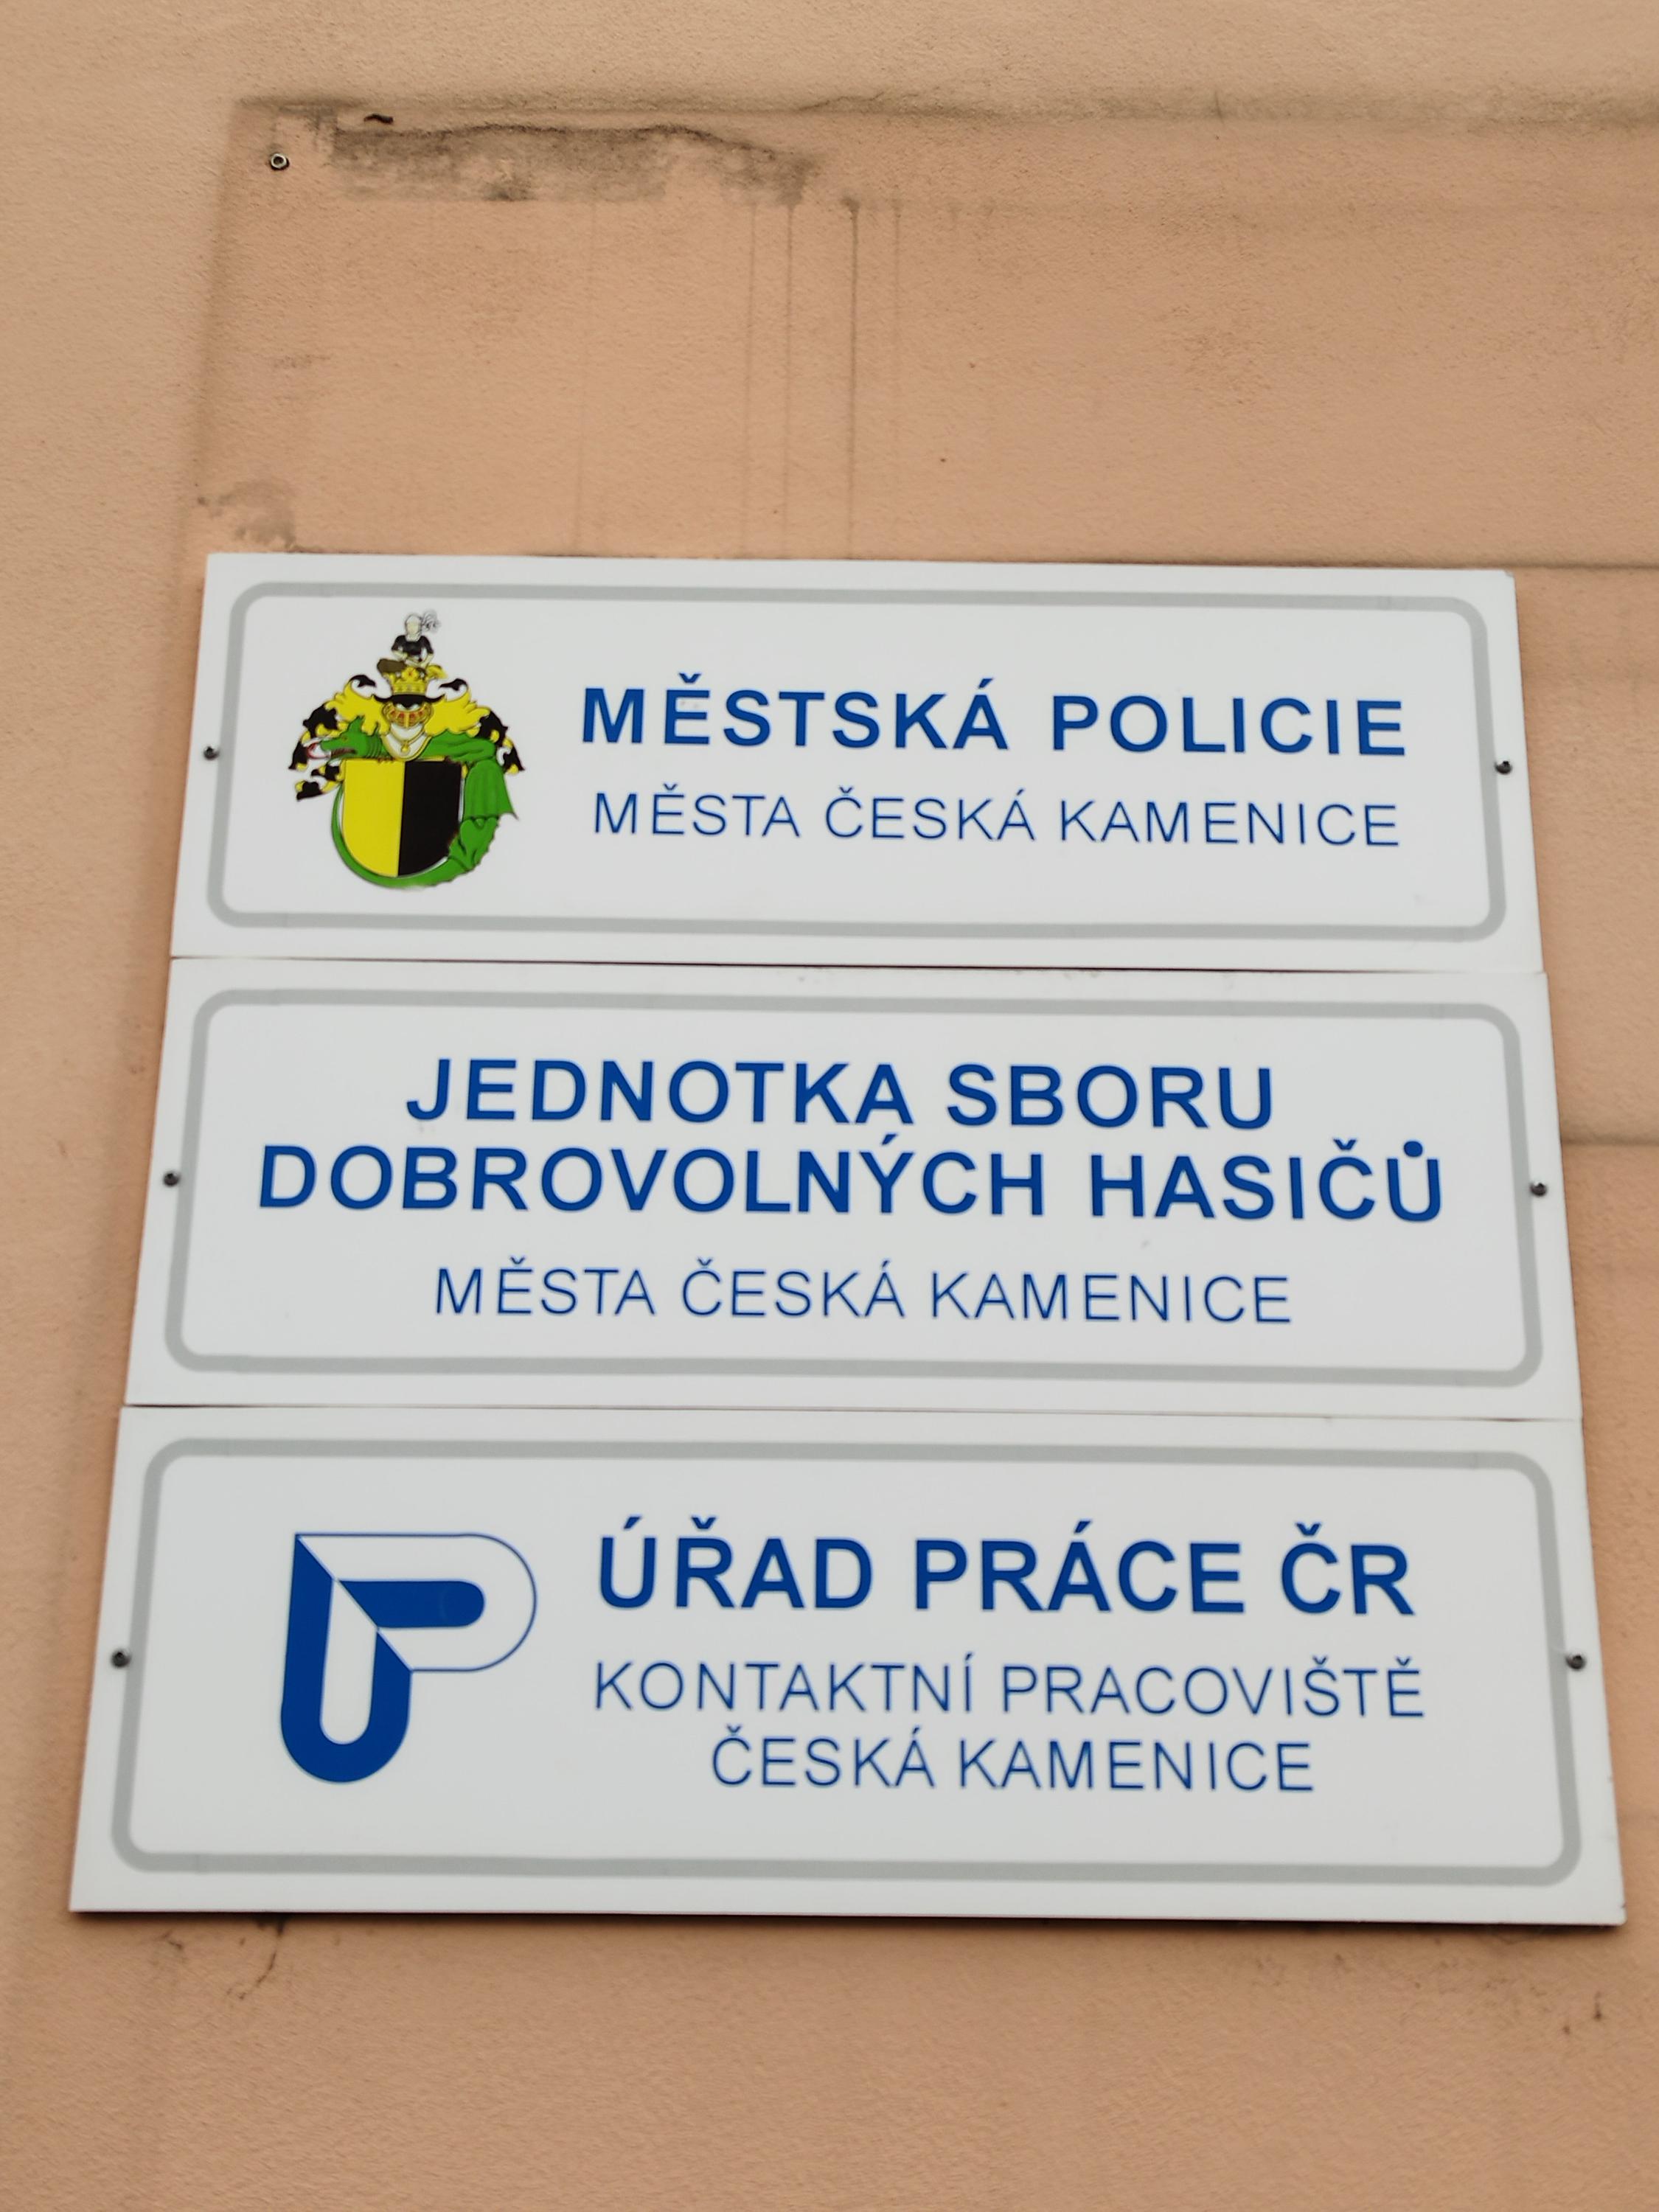 MĚSTSKÁ POLICIE
MĚSTA ČESKÁ KAMENICE
JEDNOTKA SBORU
DOBROVOLNÝCH HASIČŮ
MĚSTA ČESKÁ KAMENICE
ÚŘAD PRÁCE ČR
KONTAKTNÍ PRACOVIŠTĚ
ČESKÁ KAMENICE